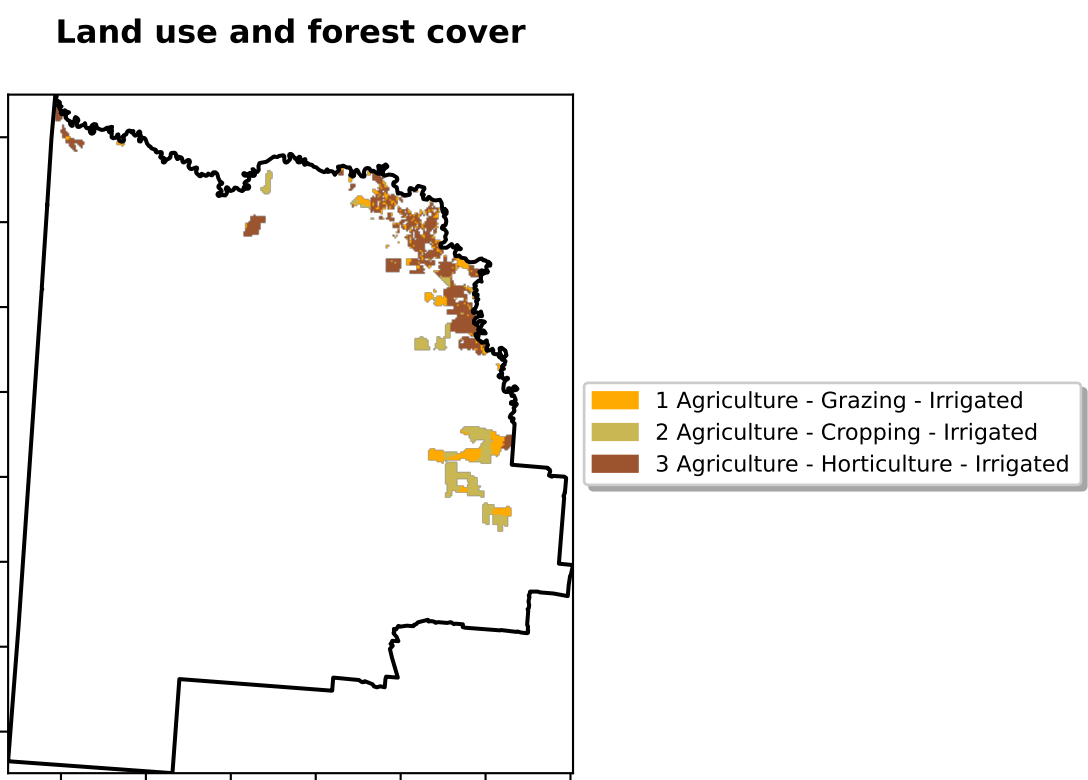 Land use and forest cover
1 Agriculture - Grazing - Irrigated
2 Agriculture - Cropping - Irrigated
3 Agriculture - Horticulture - Irrigated